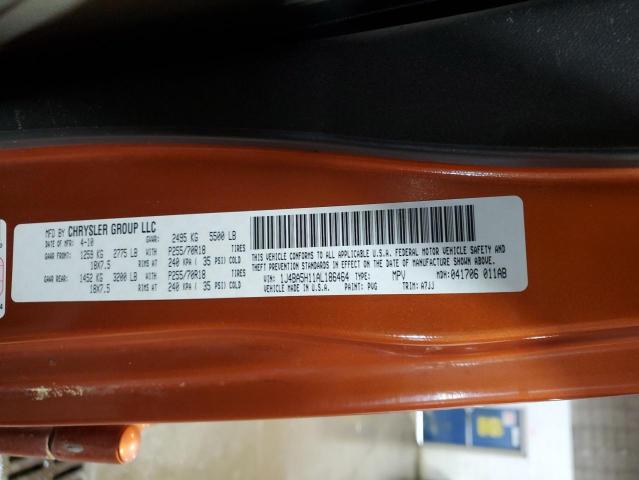 MFD BY CHRYSLER GROUP LLC
DATE OF MFR: 4-10 GVWR: 2495 KG 5500 LB
GAWR FRONT: 1258 KG 2775 LB WITH P255/70R18 TIRES
18X7.5 RIMS AT 240 KPA ( 35 PSI) COLD
GAWR REAR: 1452 KG 3200 LB WITH P255/70R18 TIRES
18X7.5 RIMS AT 240 KPA ( 35 PSI) COLD
THIS VEHICLE CONFORMS TO ALL APPLICABLE U.S.A. FEDERAL MOTOR VEHICLE SAFETY AND
THEFT PREVENTION STANDARDS IN EFFECT ON THE DATE OF MANUFACTURE SHOWN ABOVE.
VIN: 1J4BA5H11AL186464 TYPE: MPV MDH: 041706 011AB
VEHICLE MADE IN U.S.A. PAINT: PVG TRIM: A7JJ